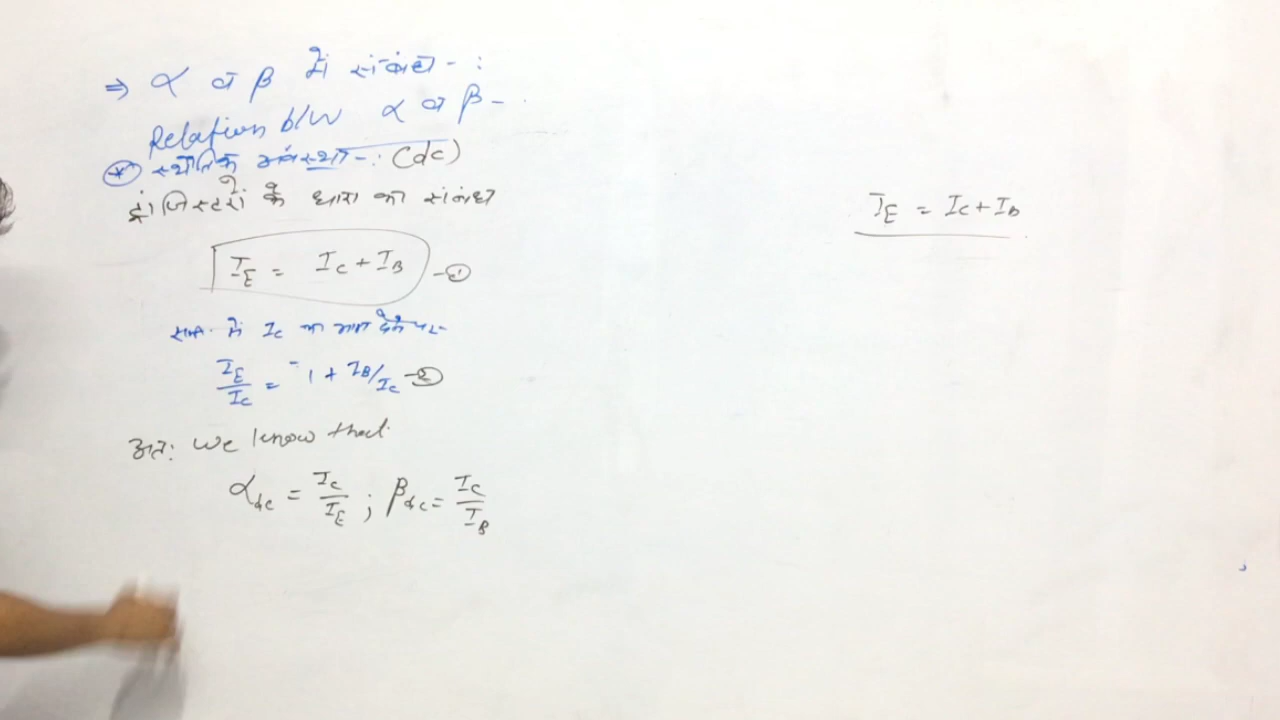 ⇒ α व β में संबंध - :
Relation b/w α व β -
* स्थैतिक अवस्था - : (dc)
ट्रांजिस्टरों के धारा का संबंध
I_E = I_C + I_B - ①
समी. में I_C का भाग देने पर -
I_E/I_C = 1 + I_B/I_C - ②
अतः We know that
α_dc = I_C/I_E ; β_dc = I_C/I_B
I_E = I_C + I_B